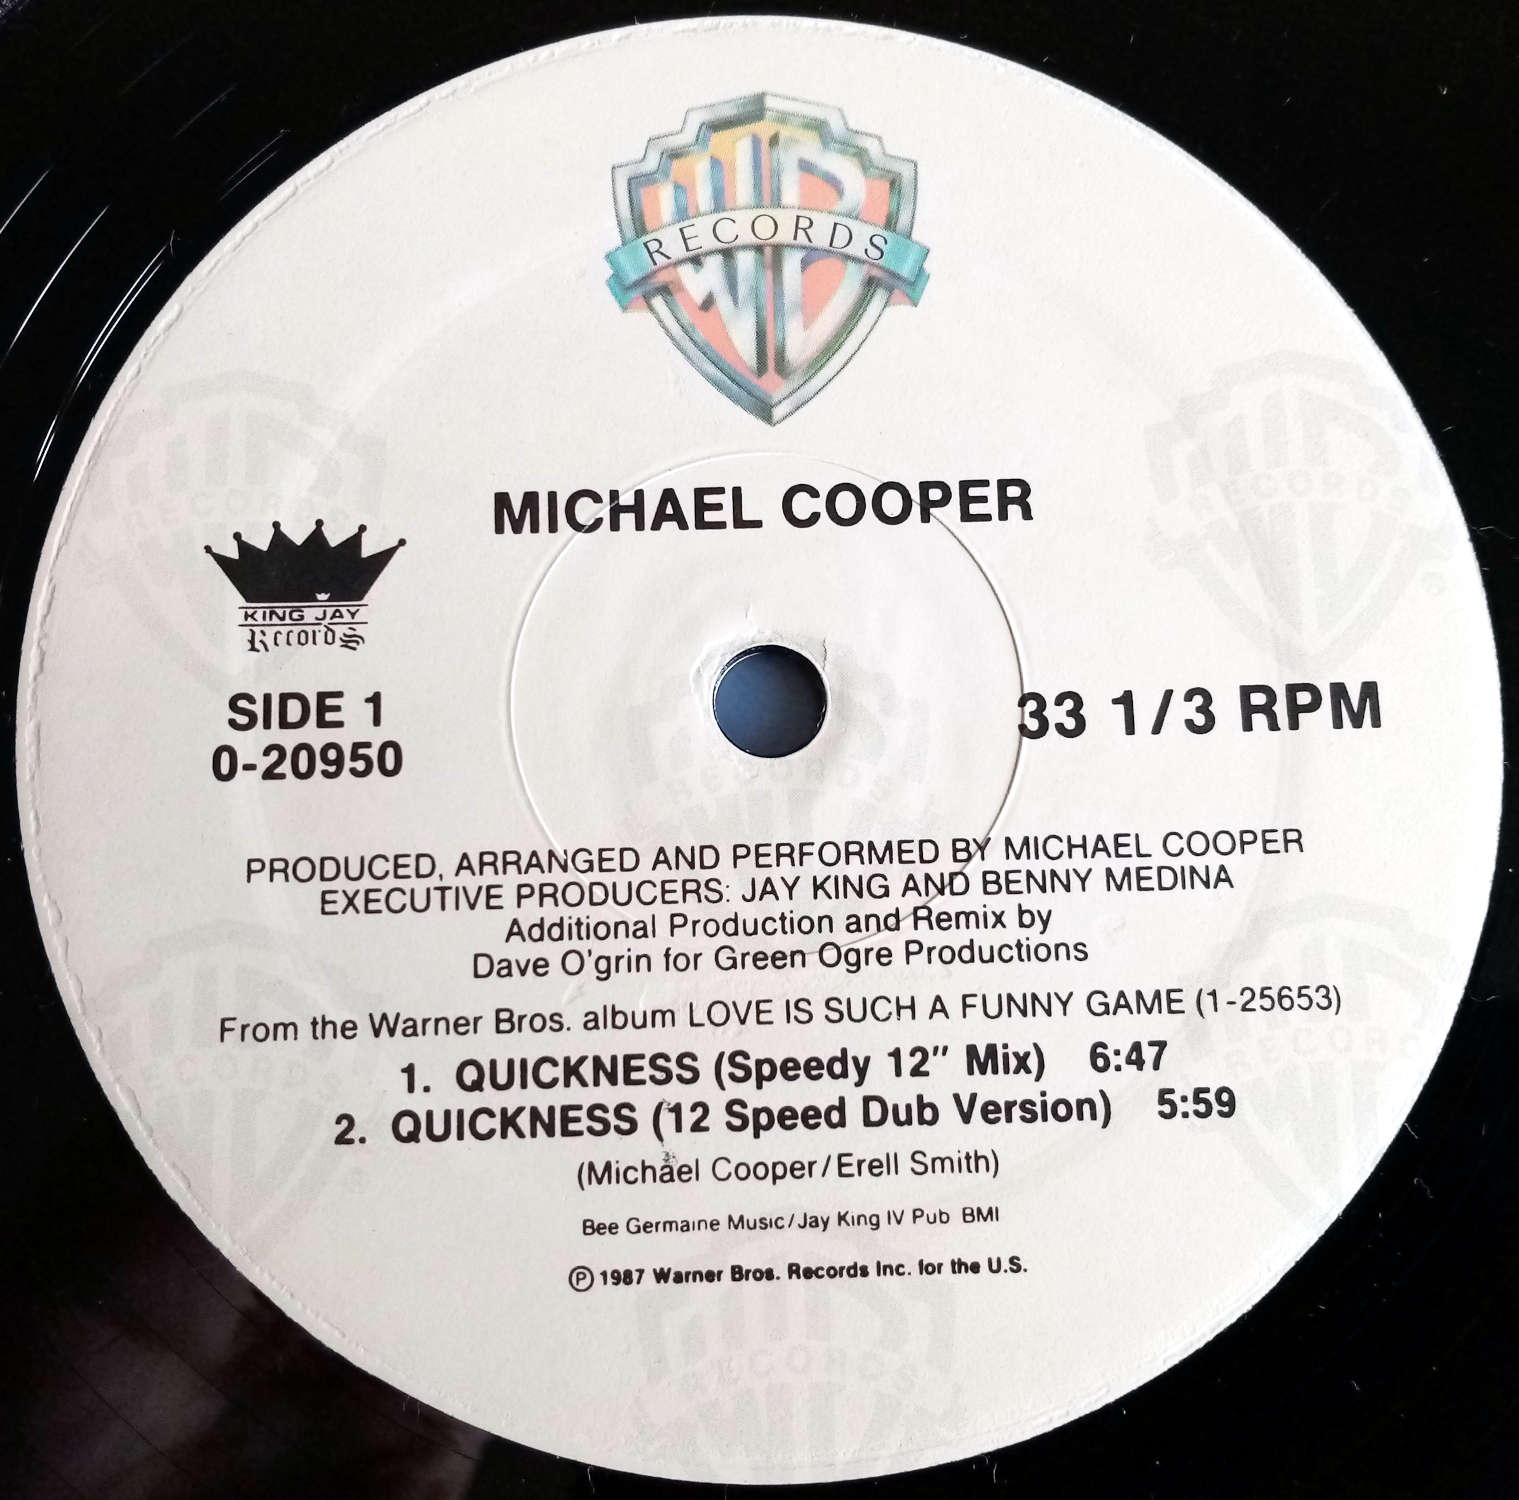 WB
RECORDS
MICHAEL COOPER
KING JAY
Records
SIDE 1
0-20950
33 1/3 RPM
PRODUCED, ARRANGED AND PERFORMED BY MICHAEL COOPER
EXECUTIVE PRODUCERS: JAY KING AND BENNY MEDINA
Additional Production and Remix by
Dave O'grin for Green Ogre Productions
From the Warner Bros. album LOVE IS SUCH A FUNNY GAME (1-25653)
1. QUICKNESS (Speedy 12" Mix) 6:47
2. QUICKNESS (12 Speed Dub Version) 5:59
(Michael Cooper/Erell Smith)
Bee Germaine Music/Jay King IV Pub BMI
℗ 1987 Warner Bros. Records Inc. for the U.S.